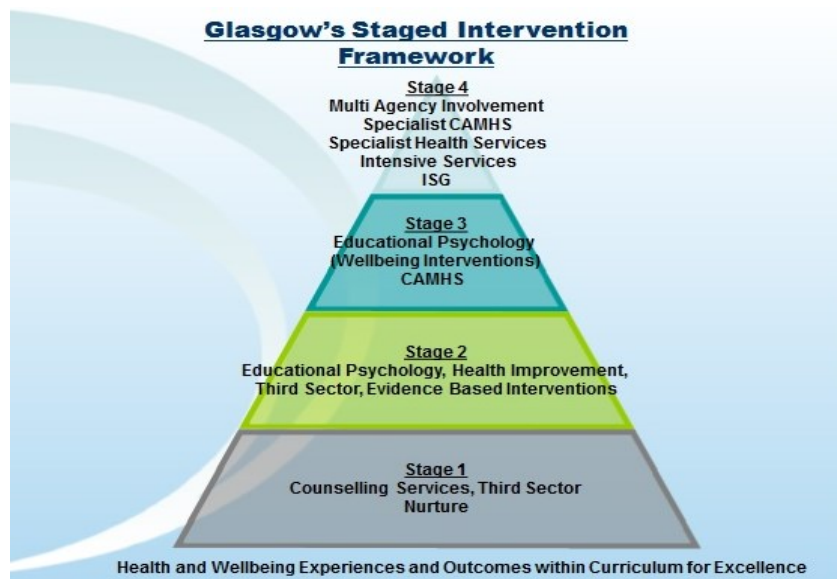 Glasgow's Staged Intervention
Framework
Stage 4
Multi Agency Involvement
Specialist CAMHS
Specialist Health Services
Intensive Services
ISG
Stage 3
Educational Psychology
(Wellbeing Interventions)
CAMHS
Stage 2
Educational Psychology, Health Improvement,
Third Sector, Evidence Based Interventions
Stage 1
Counselling Services, Third Sector
Nurture
Health and Wellbeing Experiences and Outcomes within Curriculum for Excellence